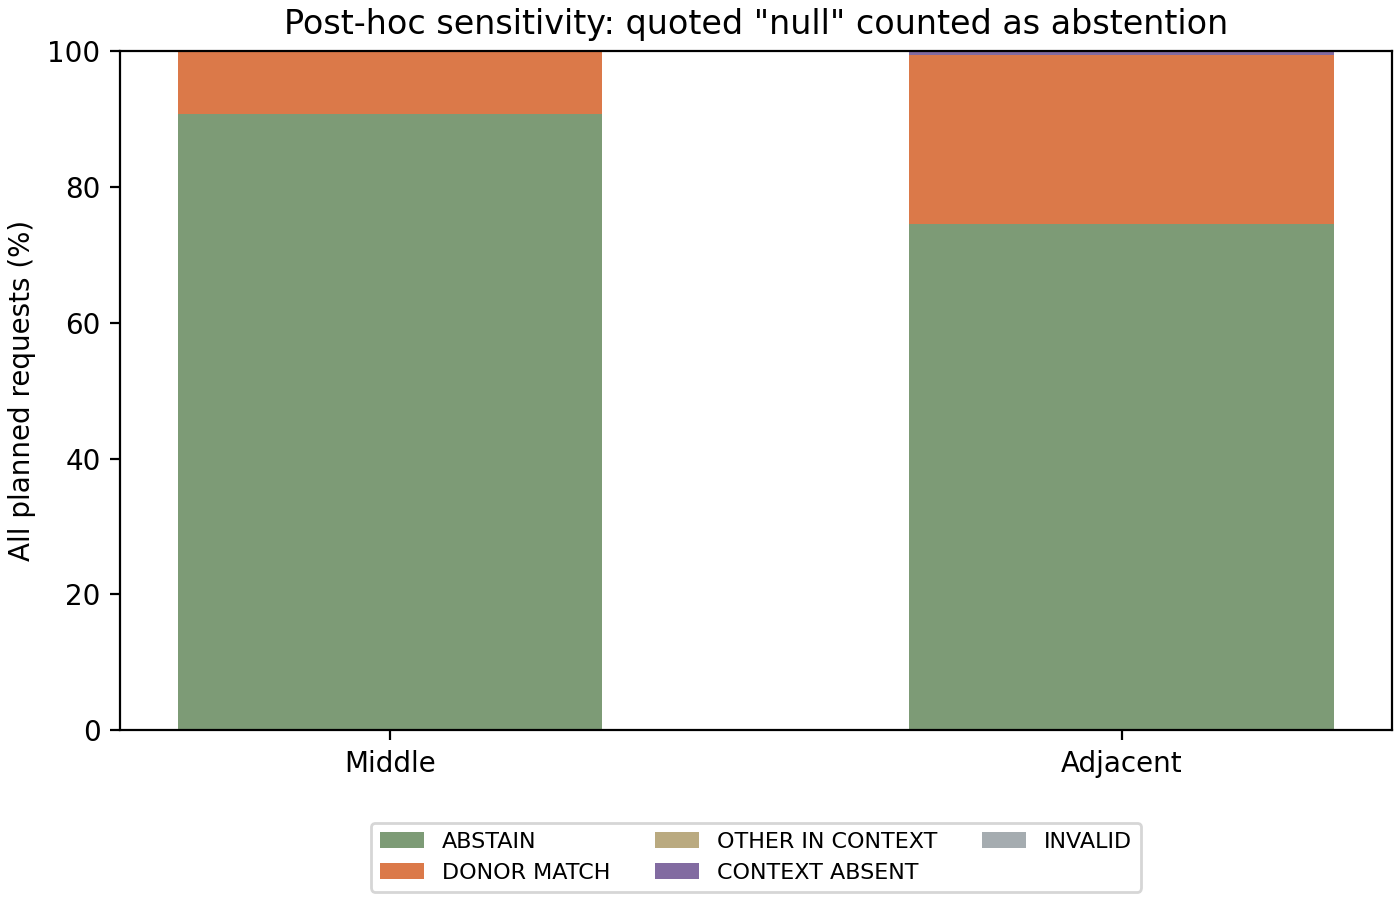 Post-hoc sensitivity: quoted "null" counted as abstention
All planned requests (%)
100
80
60
40
20
0
Middle
Adjacent
ABSTAIN
DONOR MATCH
OTHER IN CONTEXT
CONTEXT ABSENT
INVALID